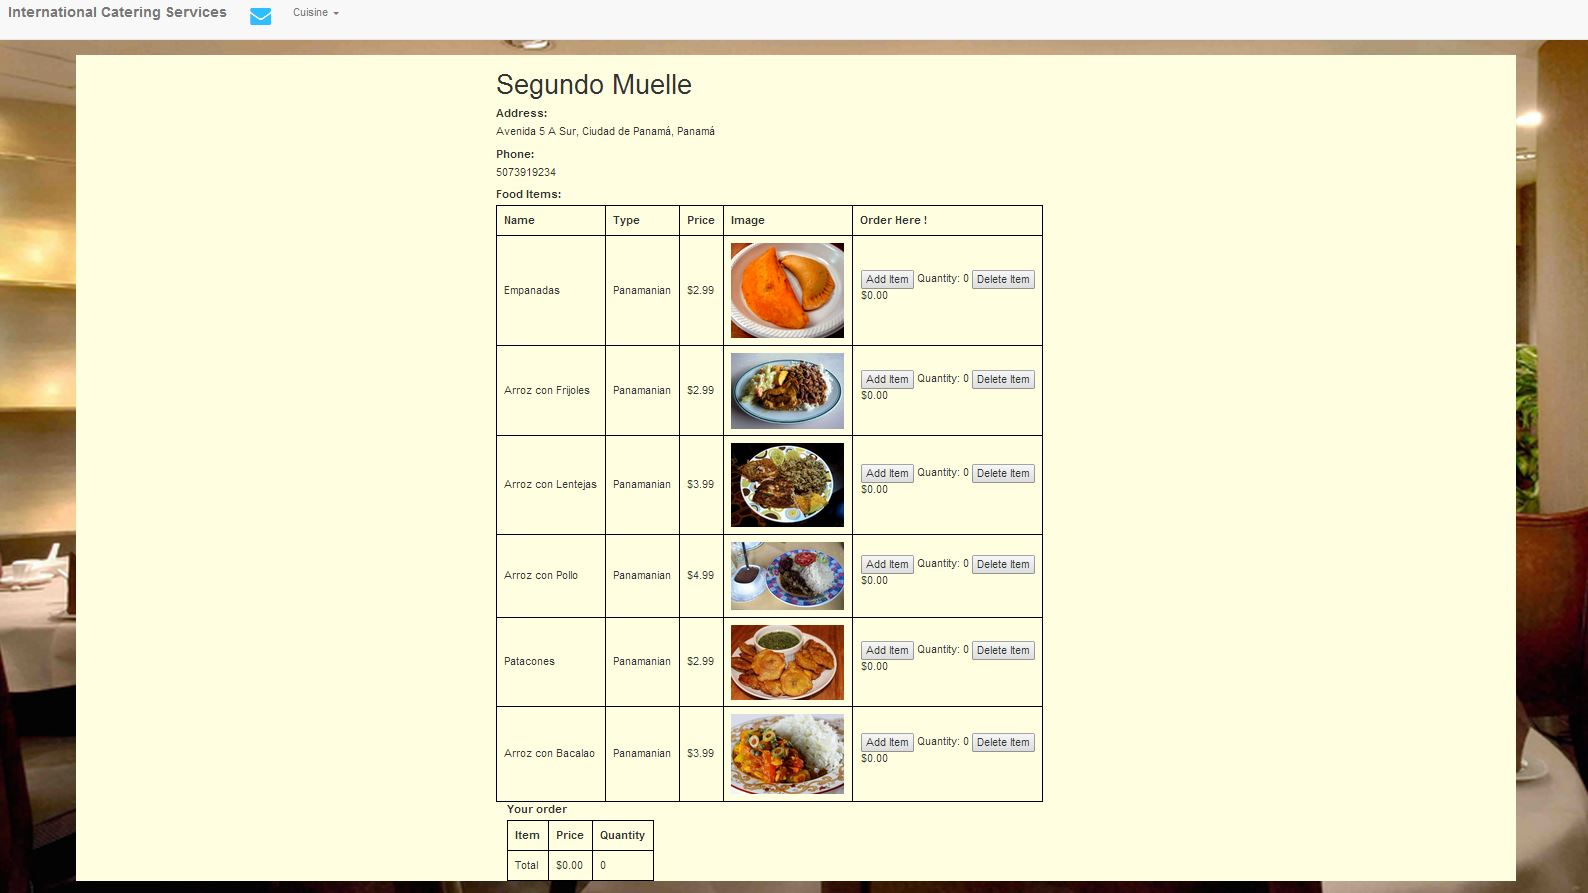 International Catering Services Cuisine
Segundo Muelle
Address:
Avenida 5 A Sur, Ciudad de Panamá, Panamá
Phone:
5073919234
Food Items:
Name Type Price Image Order Here !
Empanadas Panamanian $2.99 Add Item Quantity: 0 Delete Item
$0.00
Arroz con Frijoles Panamanian $2.99 Add Item Quantity: 0 Delete Item
$0.00
Arroz con Lentejas Panamanian $3.99 Add Item Quantity: 0 Delete Item
$0.00
Arroz con Pollo Panamanian $4.99 Add Item Quantity: 0 Delete Item
$0.00
Patacones Panamanian $2.99 Add Item Quantity: 0 Delete Item
$0.00
Arroz con Bacalao Panamanian $3.99 Add Item Quantity: 0 Delete Item
$0.00
Your order
Item Price Quantity
Total $0.00 0